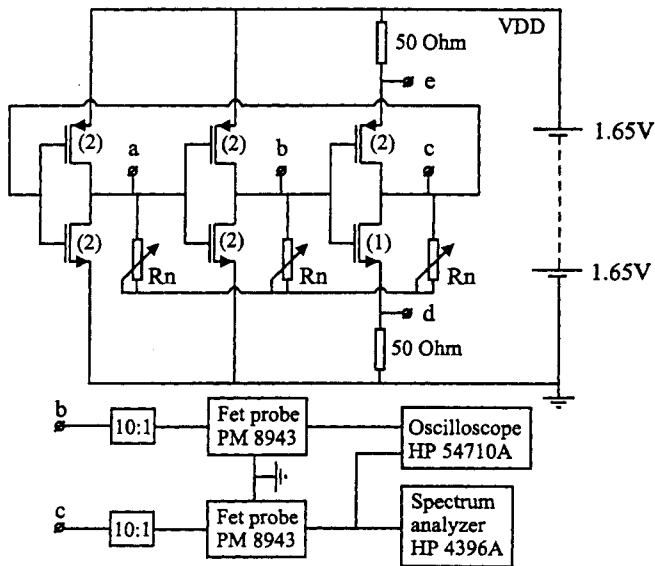 VDD
50 Ohm
e
1.65V
(2)
a
(2)
b
(2)
c
(2)
(2)
(1)
Rn
Rn
Rn
1.65V
d
50 Ohm
b
10:1
Fet probe
PM 8943
Oscilloscope
HP 54710A
c
10:1
Fet probe
PM 8943
Spectrum
analyzer
HP 4396A